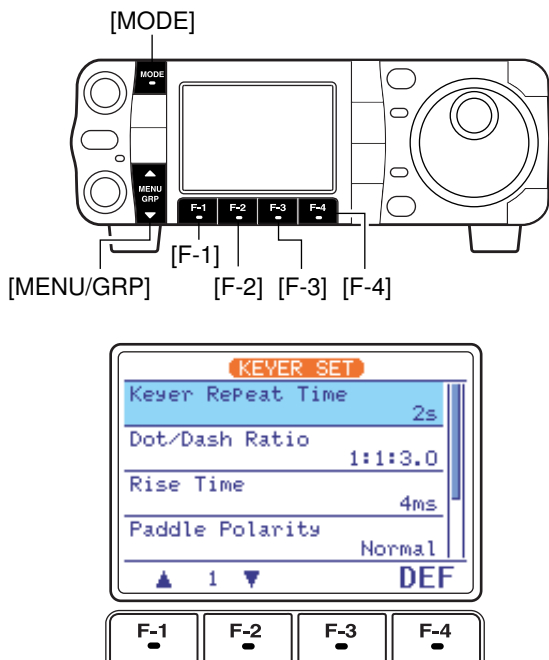 [MODE]
MODE
MENU
GRP
F-1 F-2 F-3 F-4
[F-1]
[MENU/GRP] [F-2] [F-3] [F-4]
KEYER SET
Keyer Repeat Time
2s
Dot/Dash Ratio
1:1:3.0
Rise Time
4ms
Paddle Polarity
Normal
▲ 1 ▼ DEF
F-1 F-2 F-3 F-4